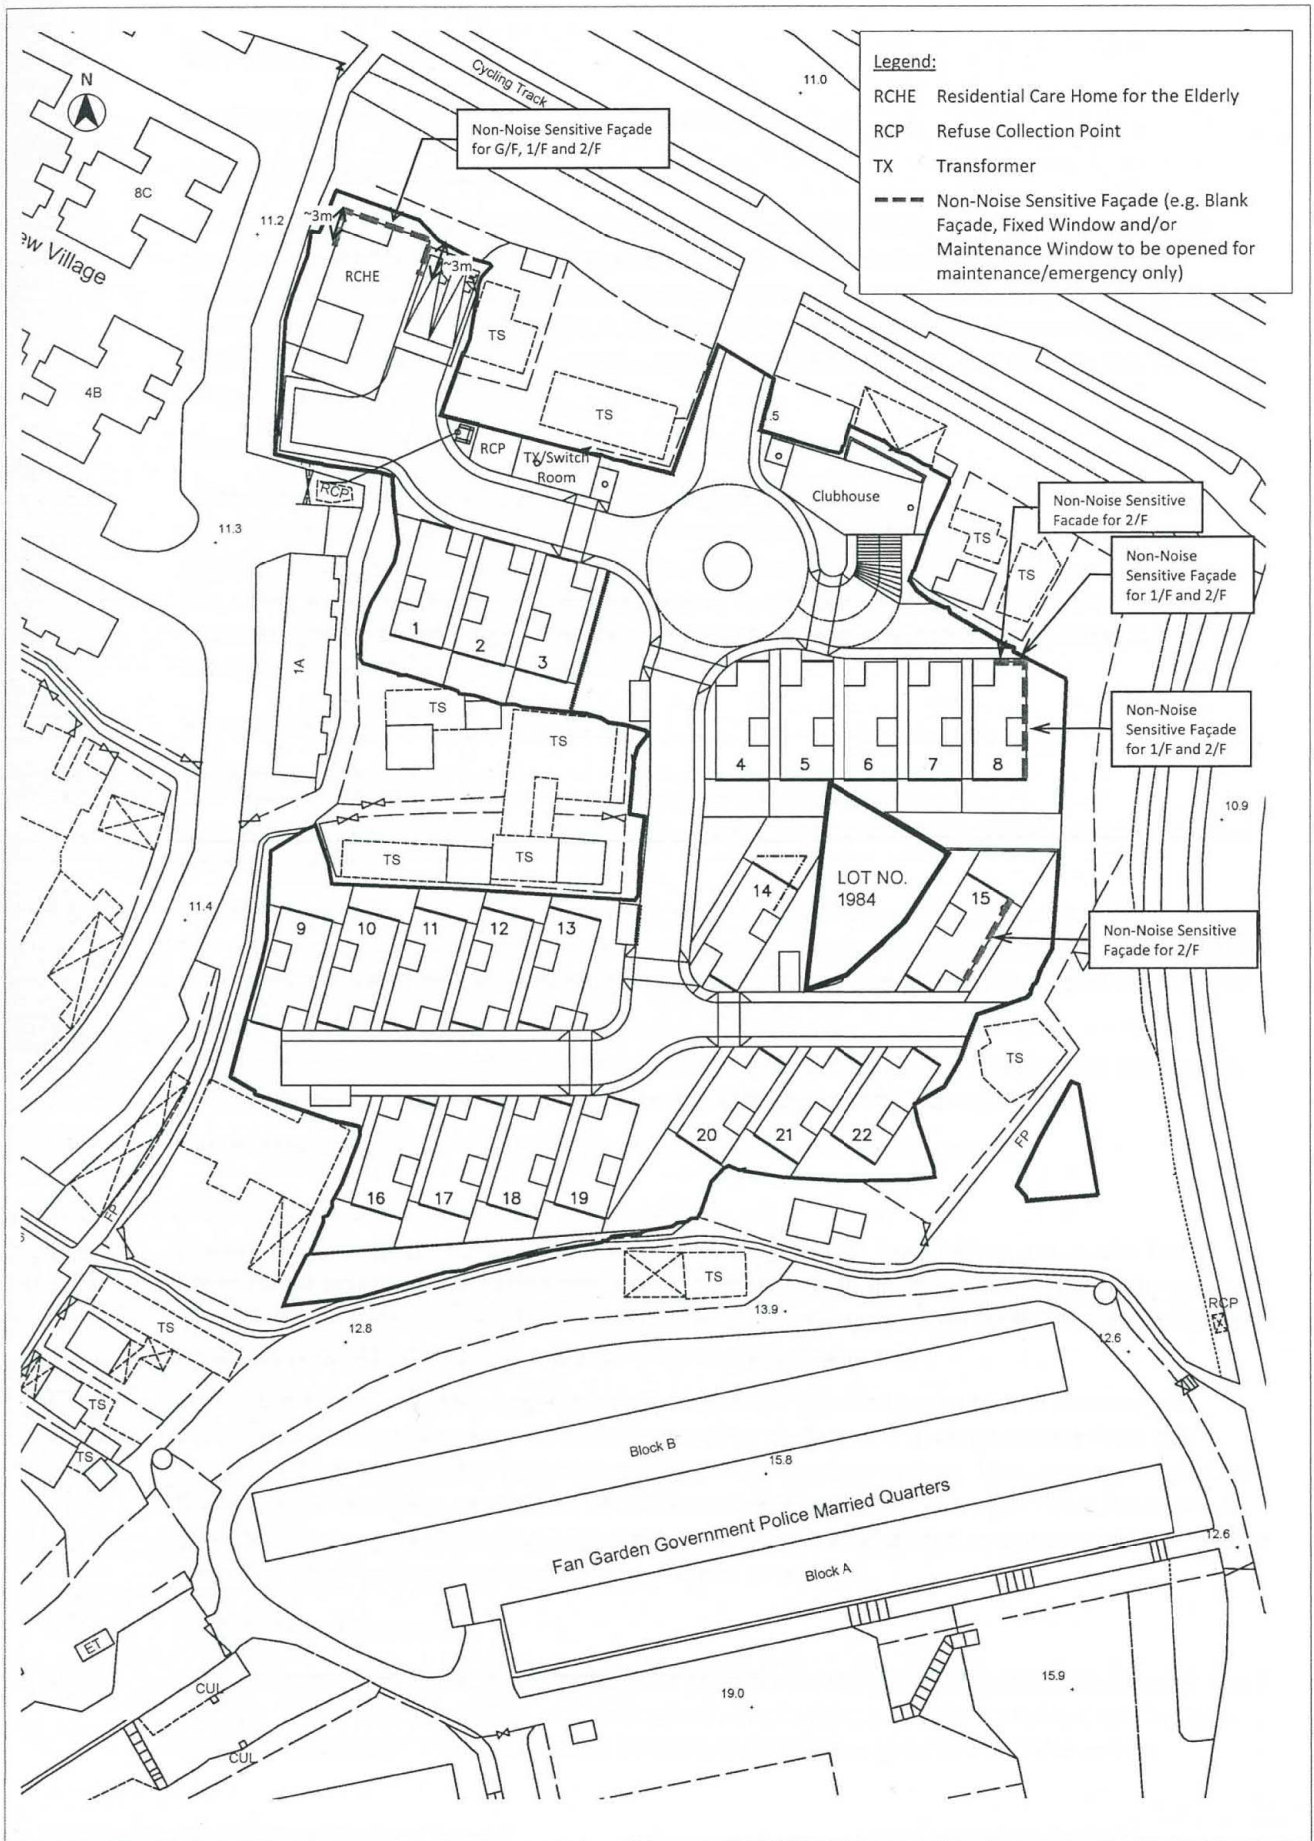 Legend:
RCHE Residential Care Home for the Elderly
RCP Refuse Collection Point
TX Transformer
Non-Noise Sensitive Façade (e.g. Blank
Façade, Fixed Window and/or
Maintenance Window to be opened for
maintenance/emergency only)
N
Cycling Track
11.0
Non-Noise Sensitive Façade
for G/F, 1/F and 2/F
8C
11.2
~3m
~3m
ew Village
RCHE
TS
4B
TS
.5
RCP
TX/Switch
Room
RCP
Clubhouse
Non-Noise Sensitive
Facade for 2/F
11.3
TS
TS
Non-Noise
Sensitive Façade
for 1/F and 2/F
1
2
3
1A
TS
TS
Non-Noise
Sensitive Façade
for 1/F and 2/F
4
5
6
7
8
10.9
TS
TS
LOT NO.
1984
14
15
11.4
9
10
11
12
13
Non-Noise Sensitive
Façade for 2/F
TS
20
21
22
FP
16
17
18
19
FP
TS
RCP
13.9
12.8
12.6
TS
TS
TS
Block B
15.8
Fan Garden Government Police Married Quarters
12.6
Block A
ET
CUL
15.9
19.0
CUL